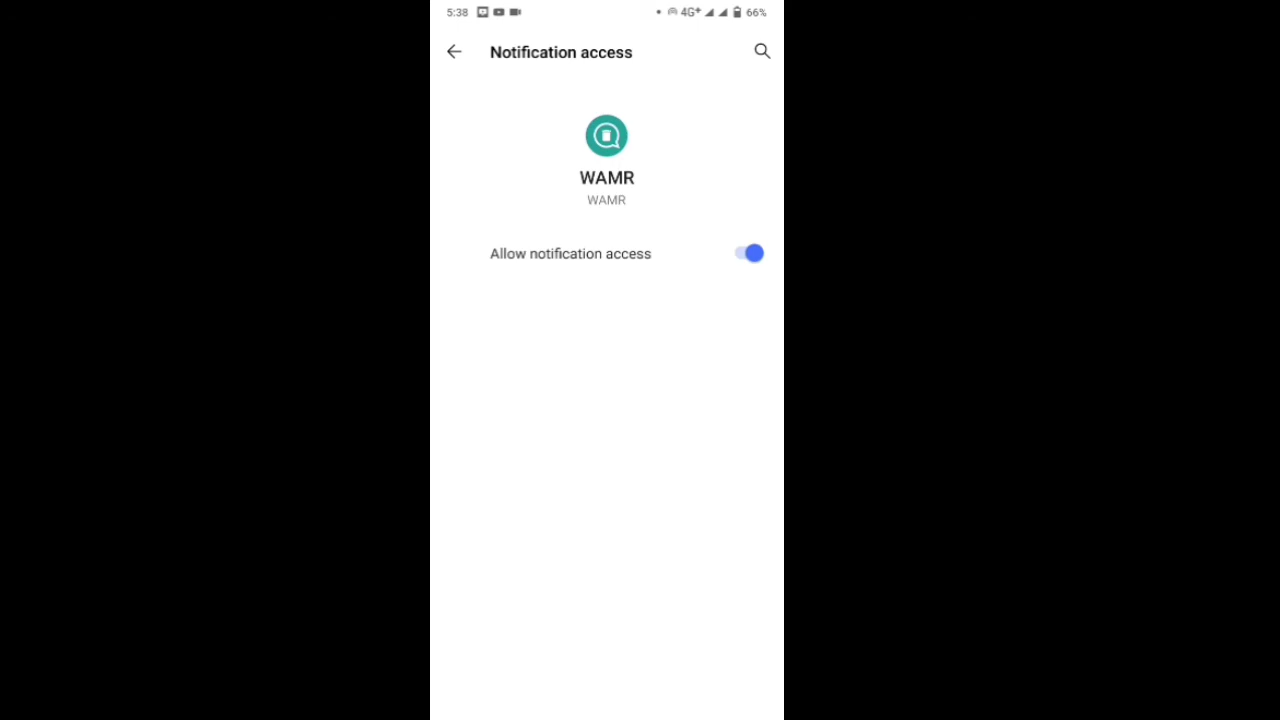 5:38 4G+ 66%
Notification access
WAMR
WAMR
Allow notification access